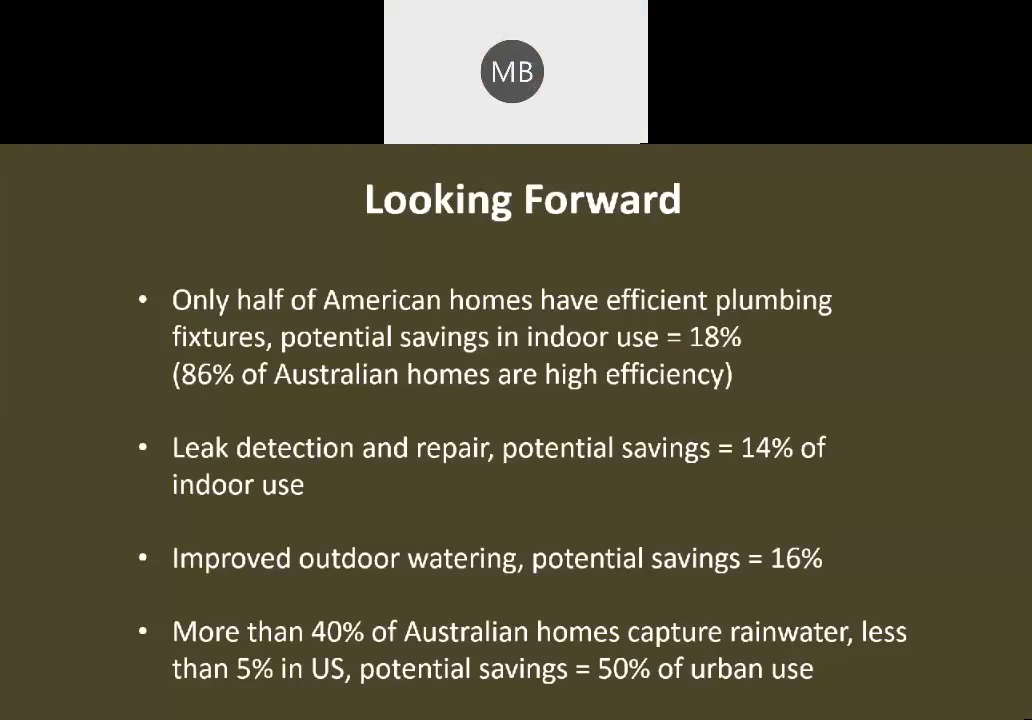 MB
Looking Forward
• Only half of American homes have efficient plumbing
fixtures, potential savings in indoor use = 18%
(86% of Australian homes are high efficiency)
• Leak detection and repair, potential savings = 14% of
indoor use
• Improved outdoor watering, potential savings = 16%
• More than 40% of Australian homes capture rainwater, less
than 5% in US, potential savings = 50% of urban use